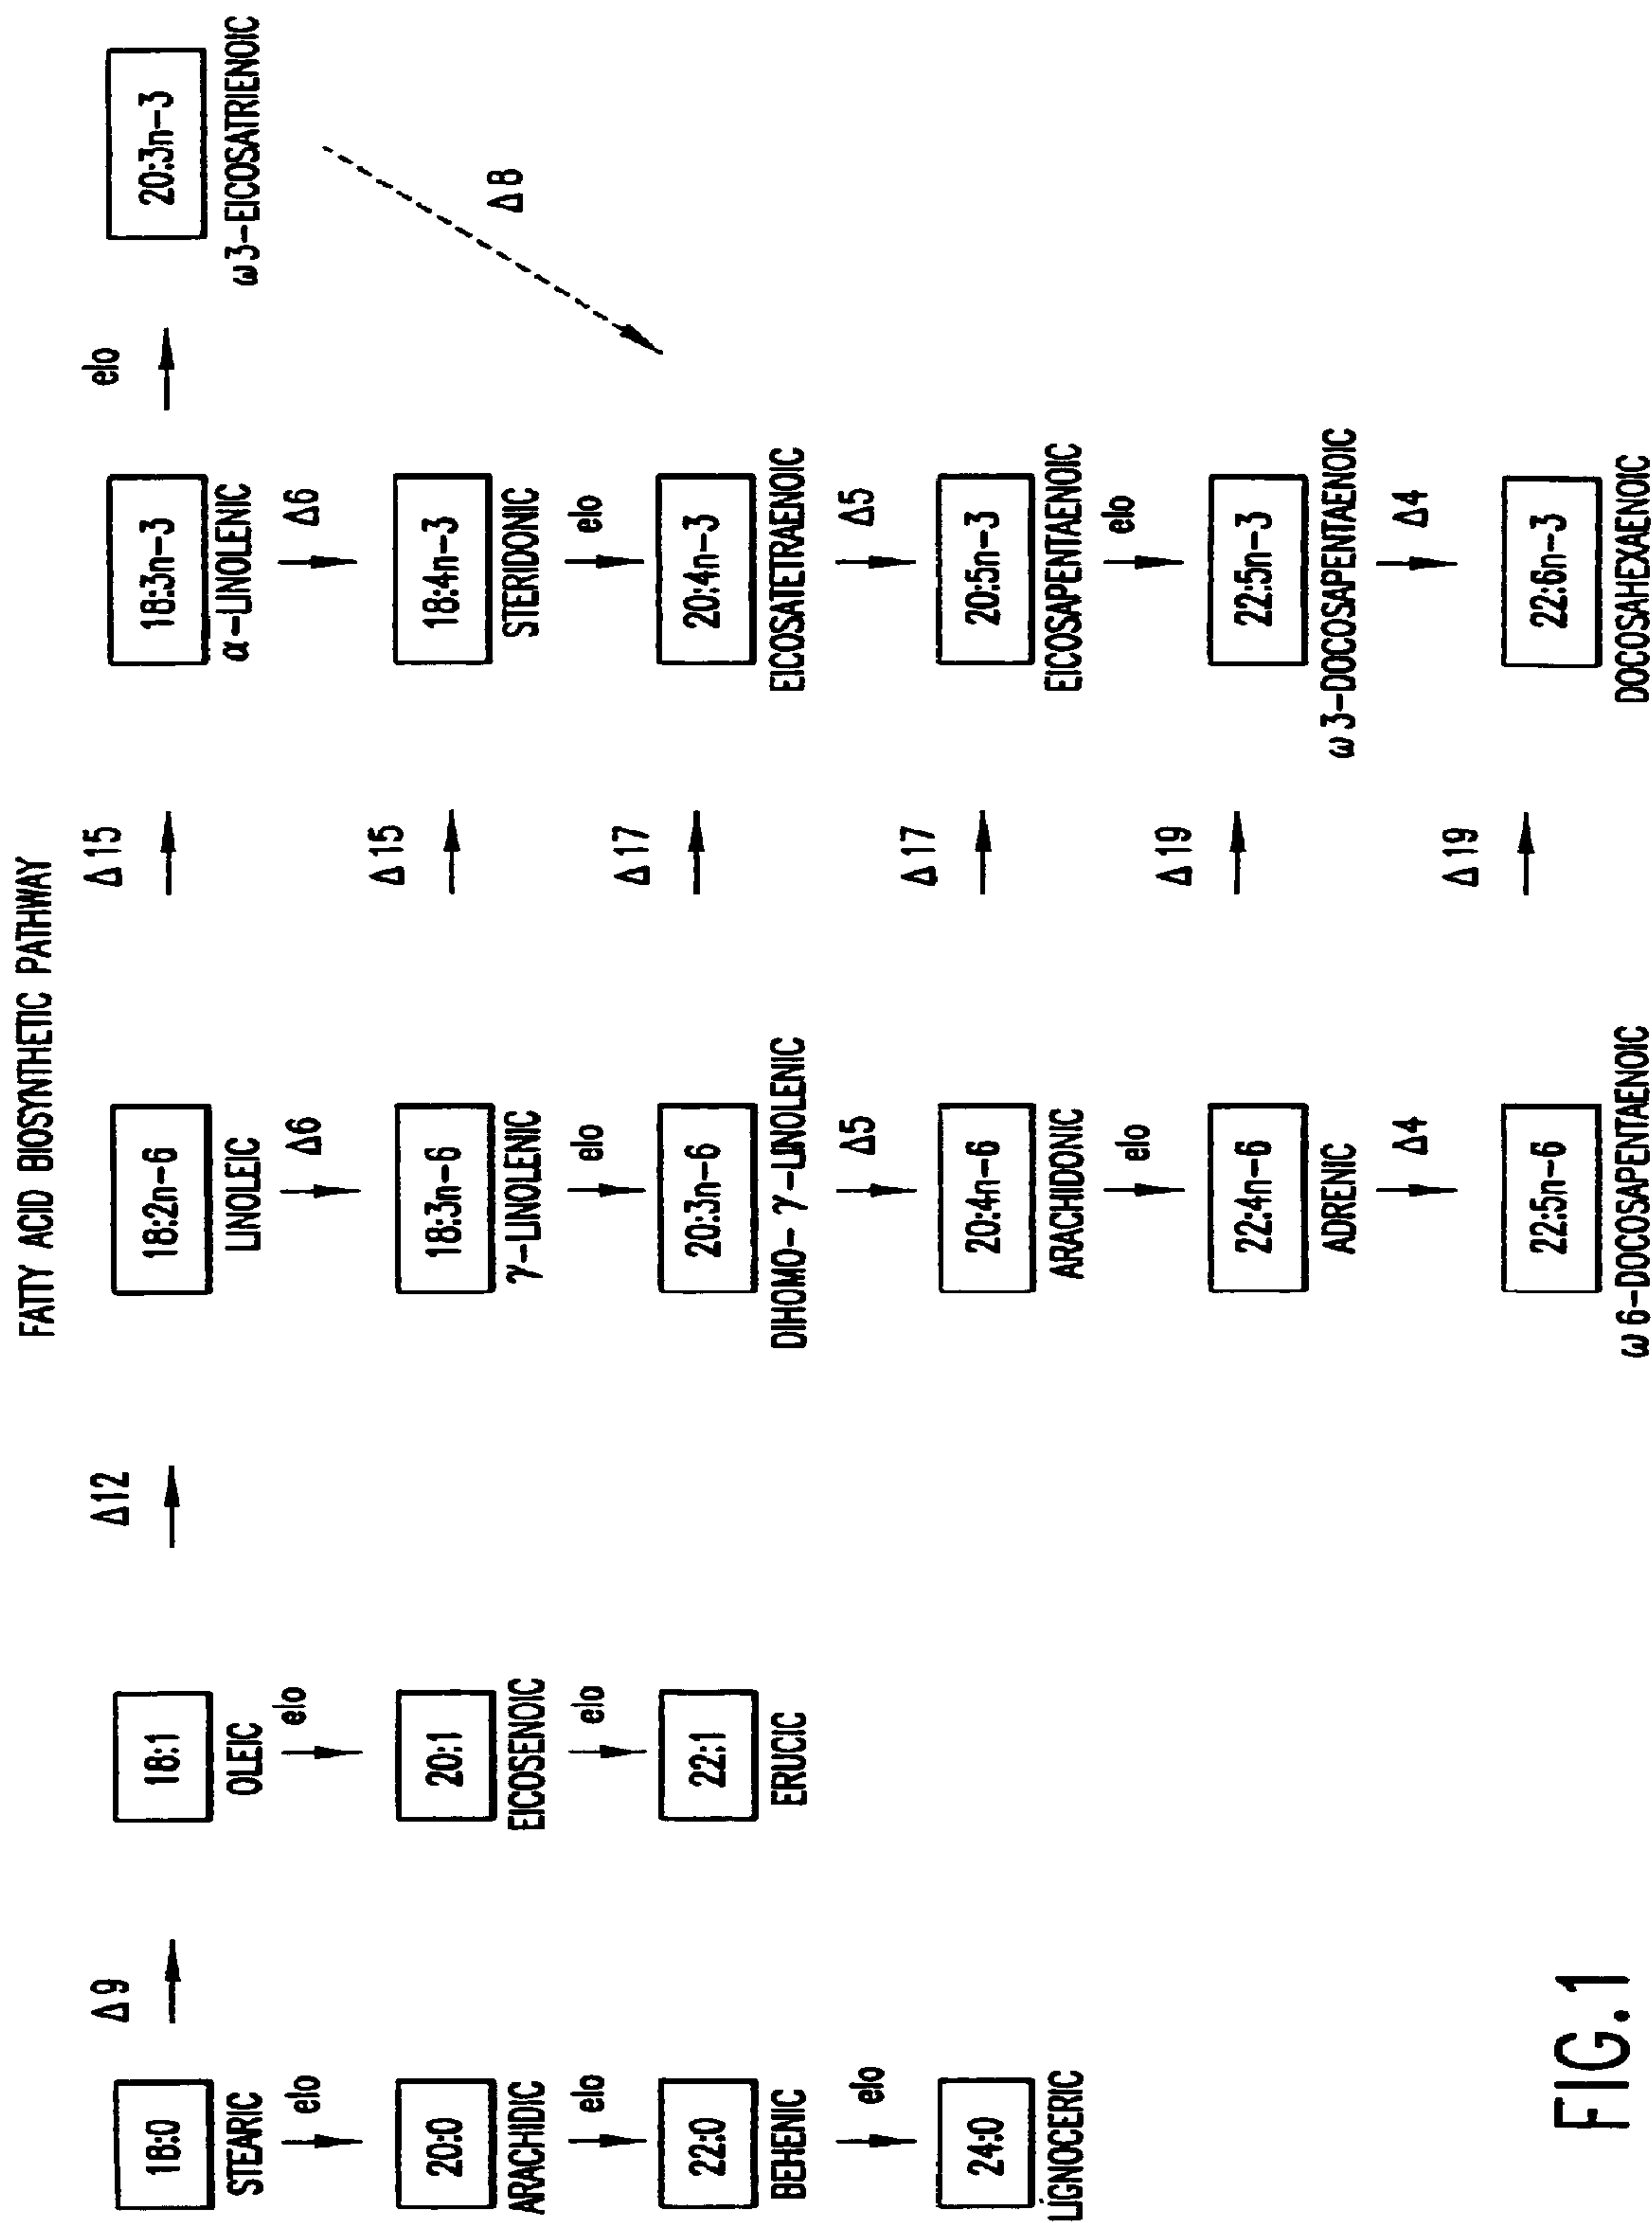 FATTY ACID BIOSYNTHETIC PATHWAY
18:0
STEARIC
Δ9
18:1
OLEIC
Δ12
18:2n-6
LINOLEIC
Δ15
18:3n-3
α-LINOLENIC
elo
20:3n-3
ω3-EICOSATRIENOIC
elo
elo
Δ6
Δ6
Δ8
20:0
ARACHIDIC
20:1
EICOSENOIC
18:3n-6
γ-LINOLENIC
Δ15
18:4n-3
STERIDONIC
elo
elo
elo
elo
22:0
BEHENIC
22:1
ERUCIC
20:3n-6
DIHOMO-γ-LINOLENIC
Δ17
20:4n-3
EICOSATETRAENOIC
elo
Δ5
Δ5
24:0
LIGNOCERIC
20:4n-6
ARACHIDONIC
Δ17
20:5n-3
EICOSAPENTAENOIC
elo
elo
22:4n-6
ADRENIC
Δ19
22:5n-3
ω3-DOCOSAPENTAENOIC
Δ4
Δ4
22:5n-6
ω6-DOCOSAPENTAENOIC
Δ19
22:6n-3
DOCOSAHEXAENOIC
FIG.1